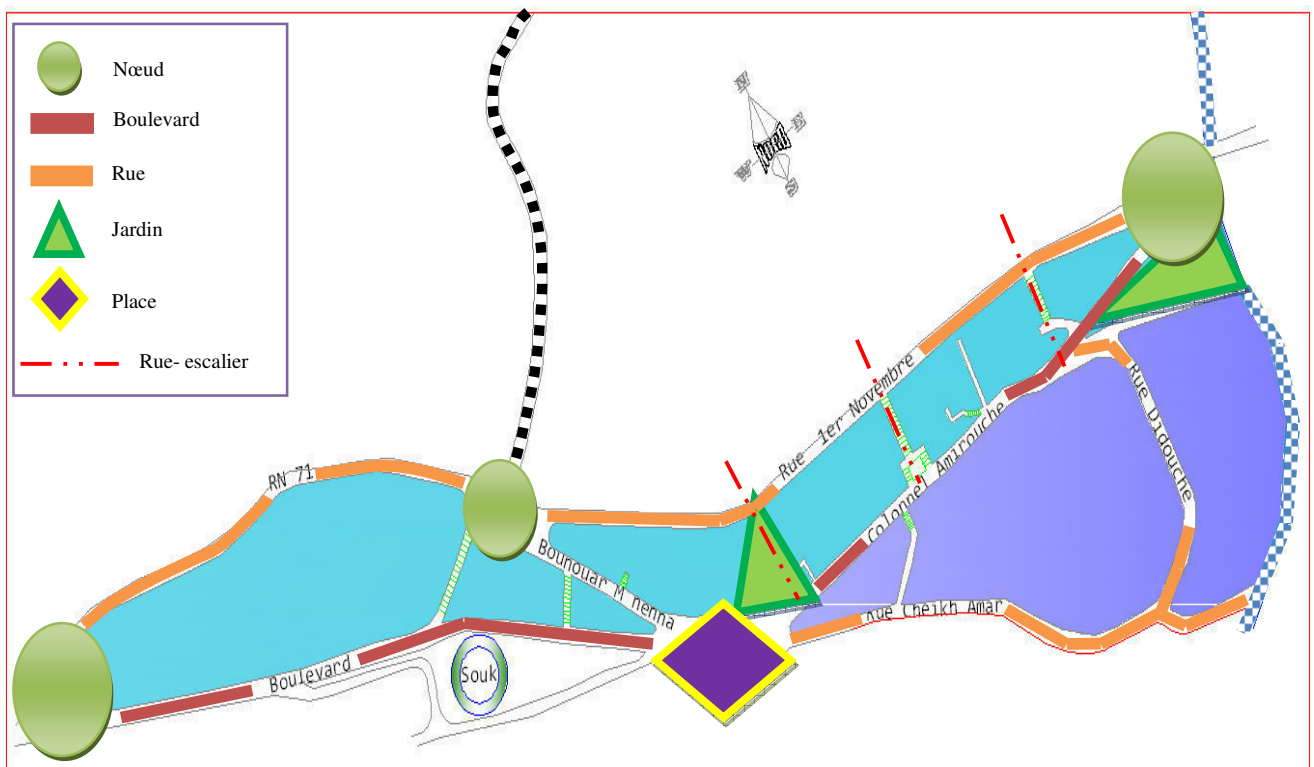 Nœud
Boulevard
Rue
Jardin
Place
Rue- escalier
N
E
W
S
RN 71
Rue 1er Novembre
Colonnel Amirouche
Rue Didouche
Bounouar M henna
Rue Cheikh Amar
Boulevard
Souk